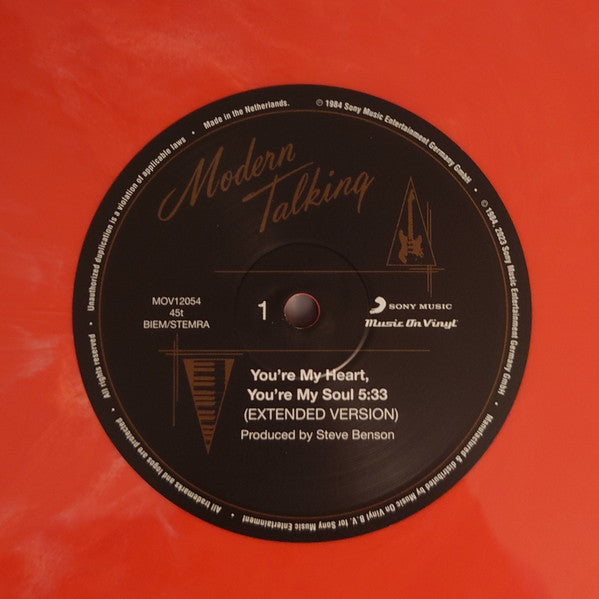 Modern
Talking
MOV12054
45t
BIEM/STEMRA
1
SONY MUSIC
Music On Vinyl
You're My Heart,
You're My Soul 5:33
(EXTENDED VERSION)
Produced by Steve Benson
℗ 1984 Sony Music Entertainment Germany GmbH • © 1984, 2023 Sony Music Entertainment Germany GmbH • Manufactured & distributed by Music On Vinyl B.V. for Sony Music Entertainment • All trademarks and logos are protected • All rights reserved • Unauthorized duplication is a violation of applicable laws • Made in the Netherlands.